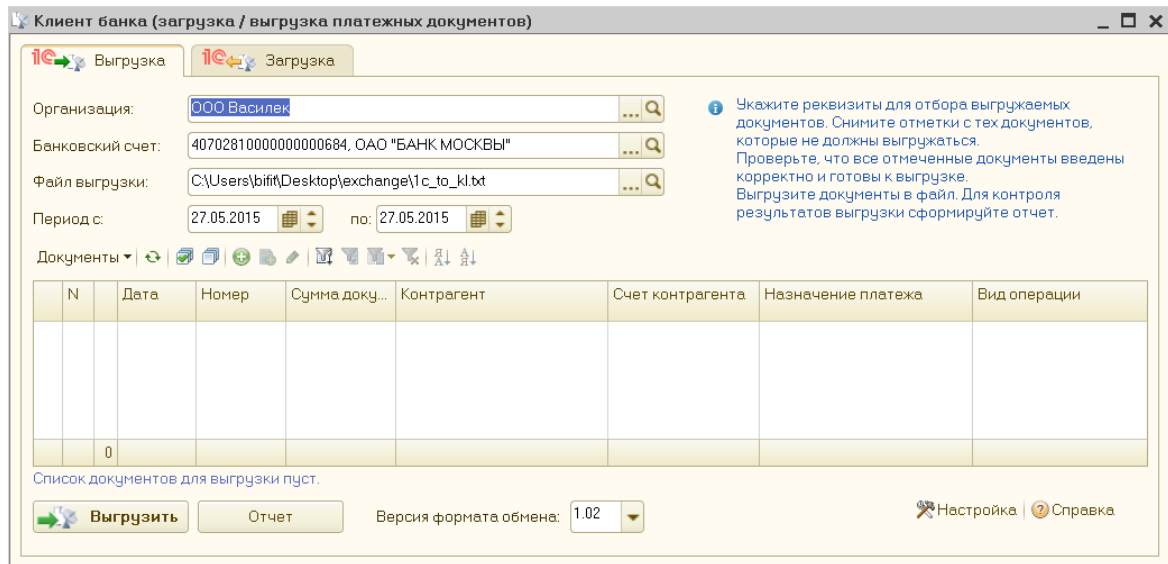 Клиент банка (загрузка / выгрузка платежных документов)
1С Выгрузка 1С Загрузка
Организация: ООО Василек ...
Банковский счет: 40702810000000000684, ОАО "БАНК МОСКВЫ" ...
Файл выгрузки: C:\Users\bifit\Desktop\exchange\1c_to_kl.txt ...
Период с: 27.05.2015 по: 27.05.2015
Укажите реквизиты для отбора выгружаемых
документов. Снимите отметки с тех документов,
которые не должны выгружаться.
Проверьте, что все отмеченные документы введены
корректно и готовы к выгрузке.
Выгрузите документы в файл. Для контроля
результатов выгрузки сформируйте отчет.
Документы
N Дата Номер Сумма доку... Контрагент Счет контрагента Назначение платежа Вид операции
0
Список документов для выгрузки пуст.
Выгрузить Отчет Версия формата обмена: 1.02 Настройка Справка